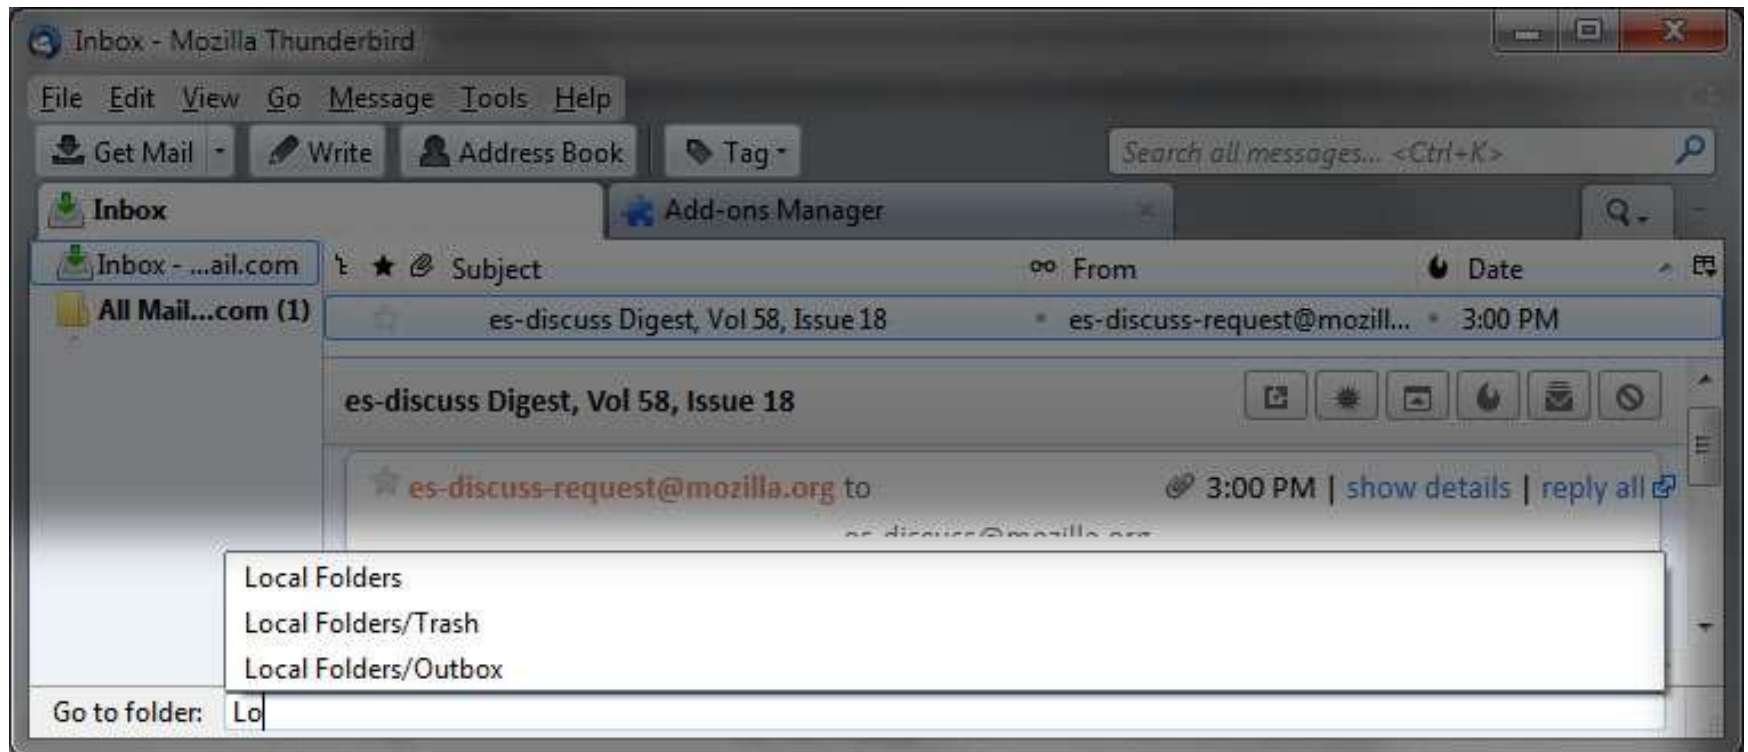 Inbox - Mozilla Thunderbird
File Edit View Go Message Tools Help
Get Mail Write Address Book Tag Search all messages... <Ctrl+K>
Inbox Add-ons Manager
Inbox - ...ail.com Subject From Date
All Mail...com (1) es-discuss Digest, Vol 58, Issue 18 es-discuss-request@mozill... 3:00 PM
es-discuss Digest, Vol 58, Issue 18
es-discuss-request@mozilla.org to 3:00 PM | show details | reply all
es-discuss@mozilla.org
Local Folders
Local Folders/Trash
Local Folders/Outbox
Go to folder: Lo